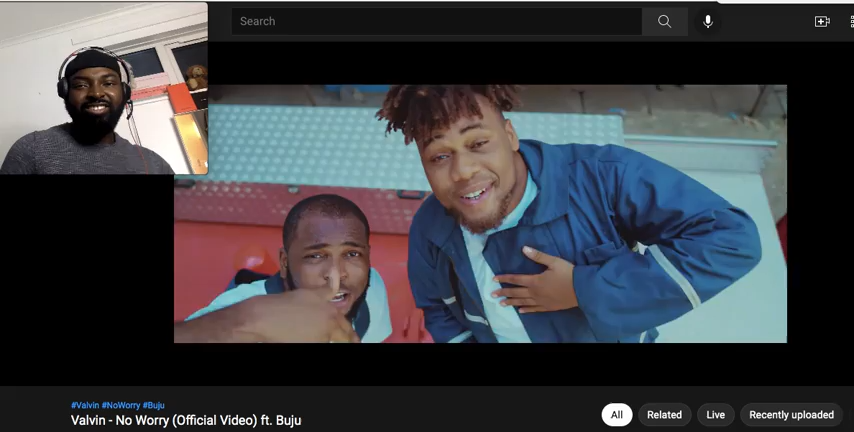 Search
#Valvin #NoWorry #Buju
Valvin - No Worry (Official Video) ft. Buju
All Related Live Recently uploaded